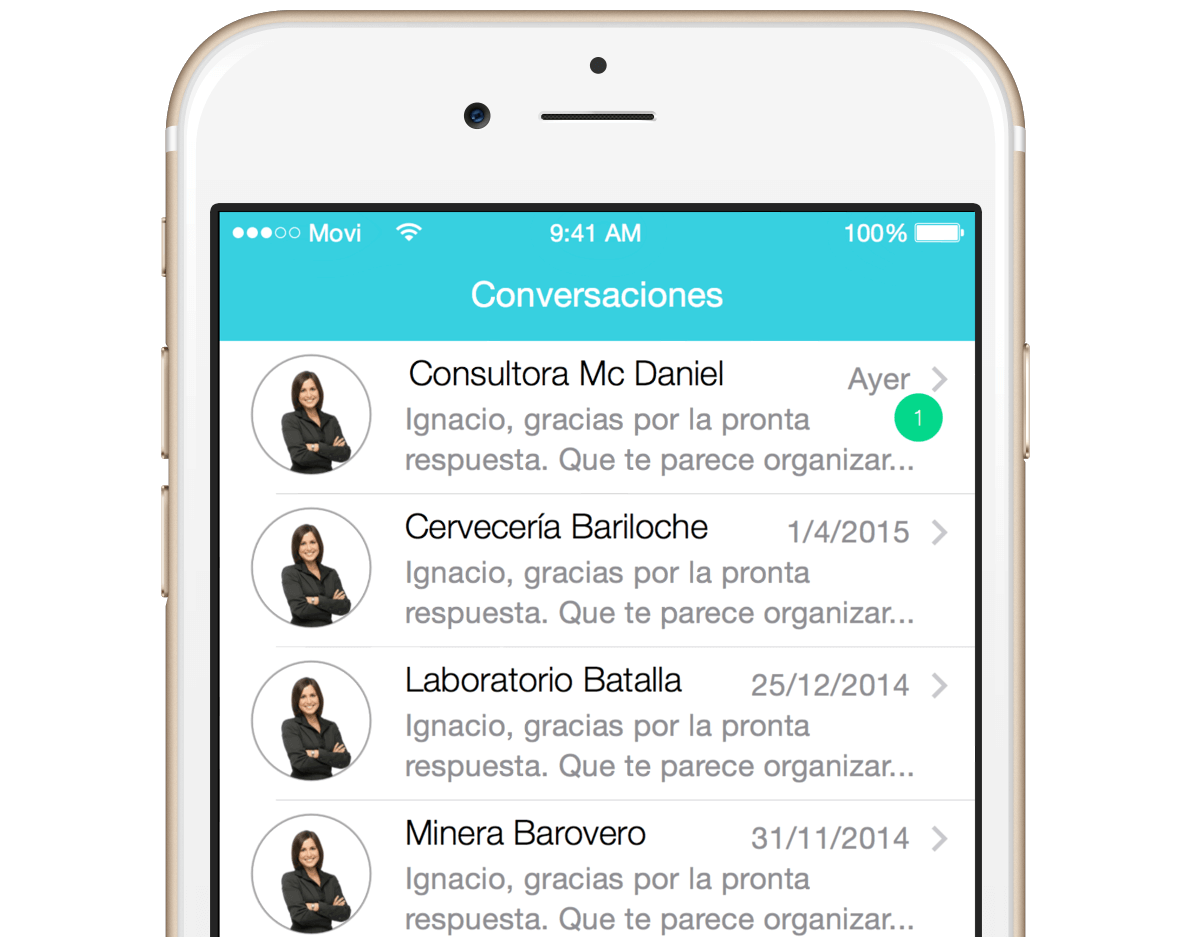 Movi 9:41 AM 100%
Conversaciones
Consultora Mc Daniel Ayer
Ignacio, gracias por la pronta 1
respuesta. Que te parece organizar...
Cervecería Bariloche 1/4/2015
Ignacio, gracias por la pronta
respuesta. Que te parece organizar...
Laboratorio Batalla 25/12/2014
Ignacio, gracias por la pronta
respuesta. Que te parece organizar...
Minera Barovero 31/11/2014
Ignacio, gracias por la pronta
respuesta. Que te parece organizar...